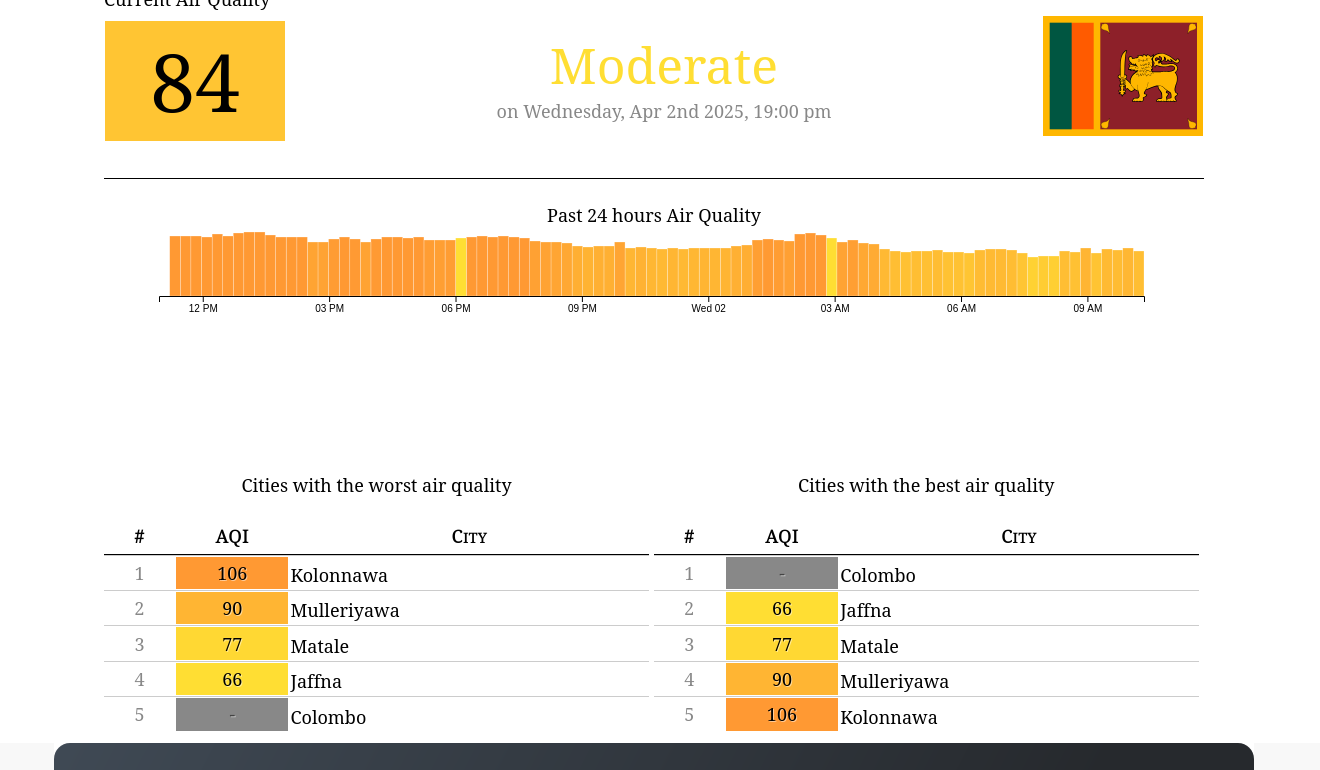 Current Air Quality
84
Moderate
on Wednesday, Apr 2nd 2025, 19:00 pm
Past 24 hours Air Quality
12 PM 03 PM 06 PM 09 PM Wed 02 03 AM 06 AM 09 AM
Cities with the worst air quality
# AQI City
1 106 Kolonnawa
2 90 Mulleriyawa
3 77 Matale
4 66 Jaffna
5 - Colombo
Cities with the best air quality
# AQI City
1 - Colombo
2 66 Jaffna
3 77 Matale
4 90 Mulleriyawa
5 106 Kolonnawa